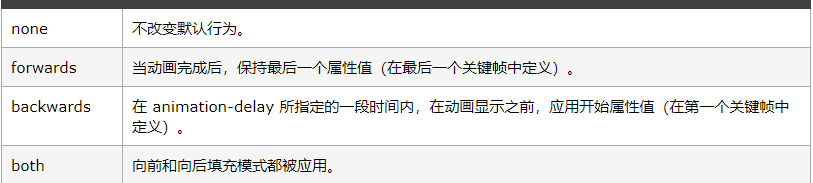 none 不改变默认行为。
forwards 当动画完成后，保持最后一个属性值（在最后一个关键帧中定义）。
backwards 在 animation-delay 所指定的一段时间内，在动画显示之前，应用开始属性值（在第一个关键帧中
定义）。
both 向前和向后填充模式都被应用。